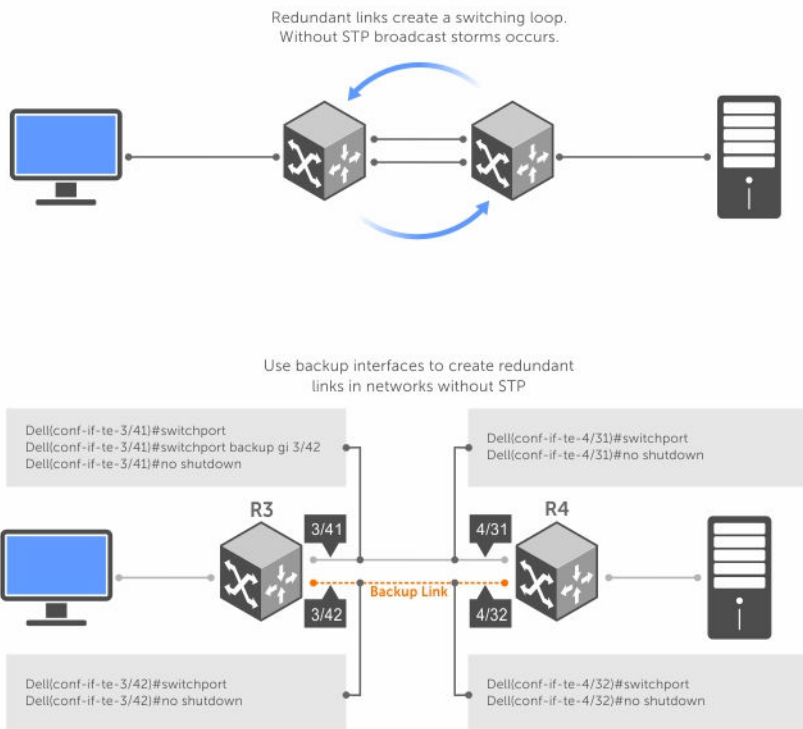 Redundant links create a switching loop.
Without STP broadcast storms occurs.
Use backup interfaces to create redundant
links in networks without STP
Dell(conf-if-te-3/41)#switchport
Dell(conf-if-te-3/41)#switchport backup gi 3/42
Dell(conf-if-te-3/41)#no shutdown
Dell(conf-if-te-4/31)#switchport
Dell(conf-if-te-4/31)#no shutdown
R3
R4
3/41
4/31
Backup Link
3/42
4/32
Dell(conf-if-te-3/42)#switchport
Dell(conf-if-te-3/42)#no shutdown
Dell(conf-if-te-4/32)#switchport
Dell(conf-if-te-4/32)#no shutdown